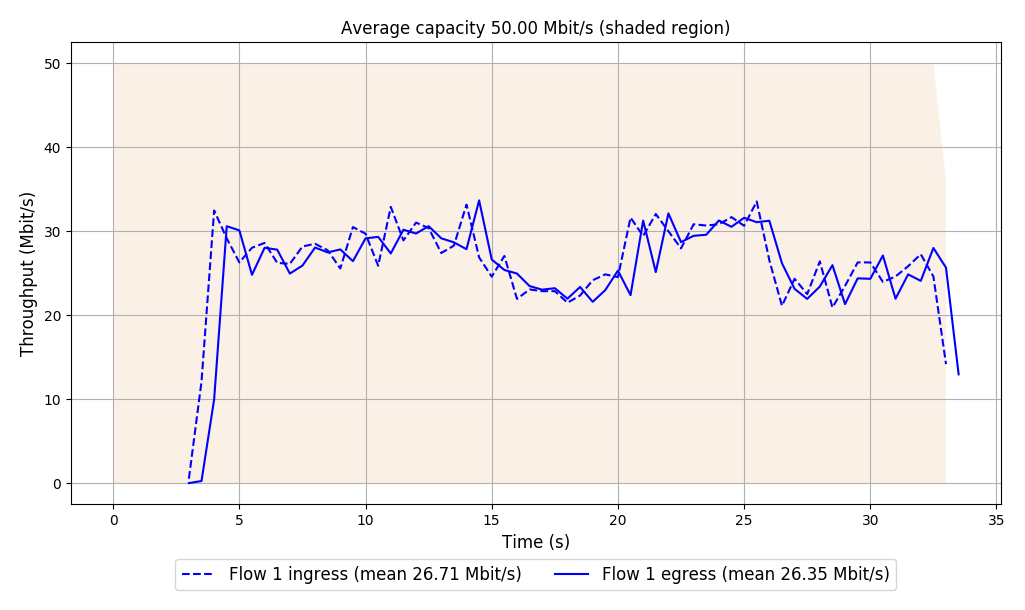 Average capacity 50.00 Mbit/s (shaded region)
Throughput (Mbit/s)
50
40
30
20
10
0
0 5 10 15 20 25 30 35
Time (s)
Flow 1 ingress (mean 26.71 Mbit/s) Flow 1 egress (mean 26.35 Mbit/s)